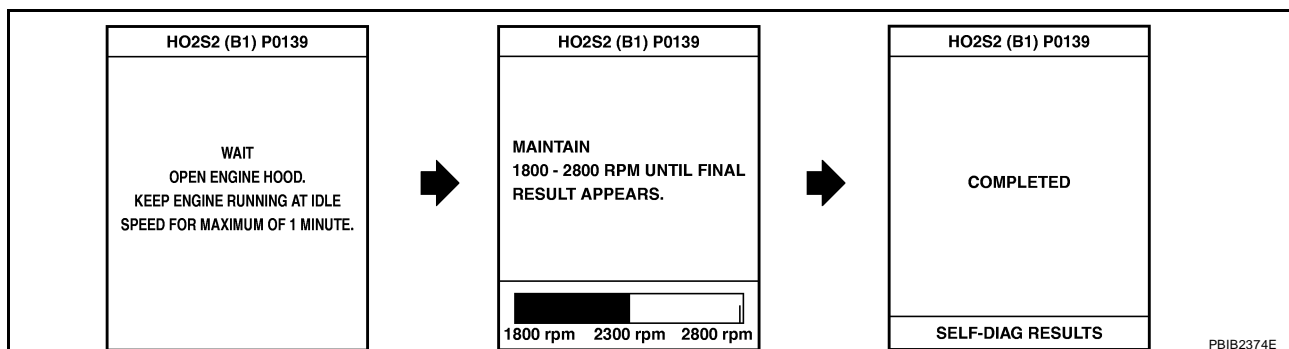 HO2S2 (B1) P0139
WAIT
OPEN ENGINE HOOD.
KEEP ENGINE RUNNING AT IDLE
SPEED FOR MAXIMUM OF 1 MINUTE.
HO2S2 (B1) P0139
MAINTAIN
1800 - 2800 RPM UNTIL FINAL
RESULT APPEARS.
1800 rpm 2300 rpm 2800 rpm
HO2S2 (B1) P0139
COMPLETED
SELF-DIAG RESULTS
PBIB2374E